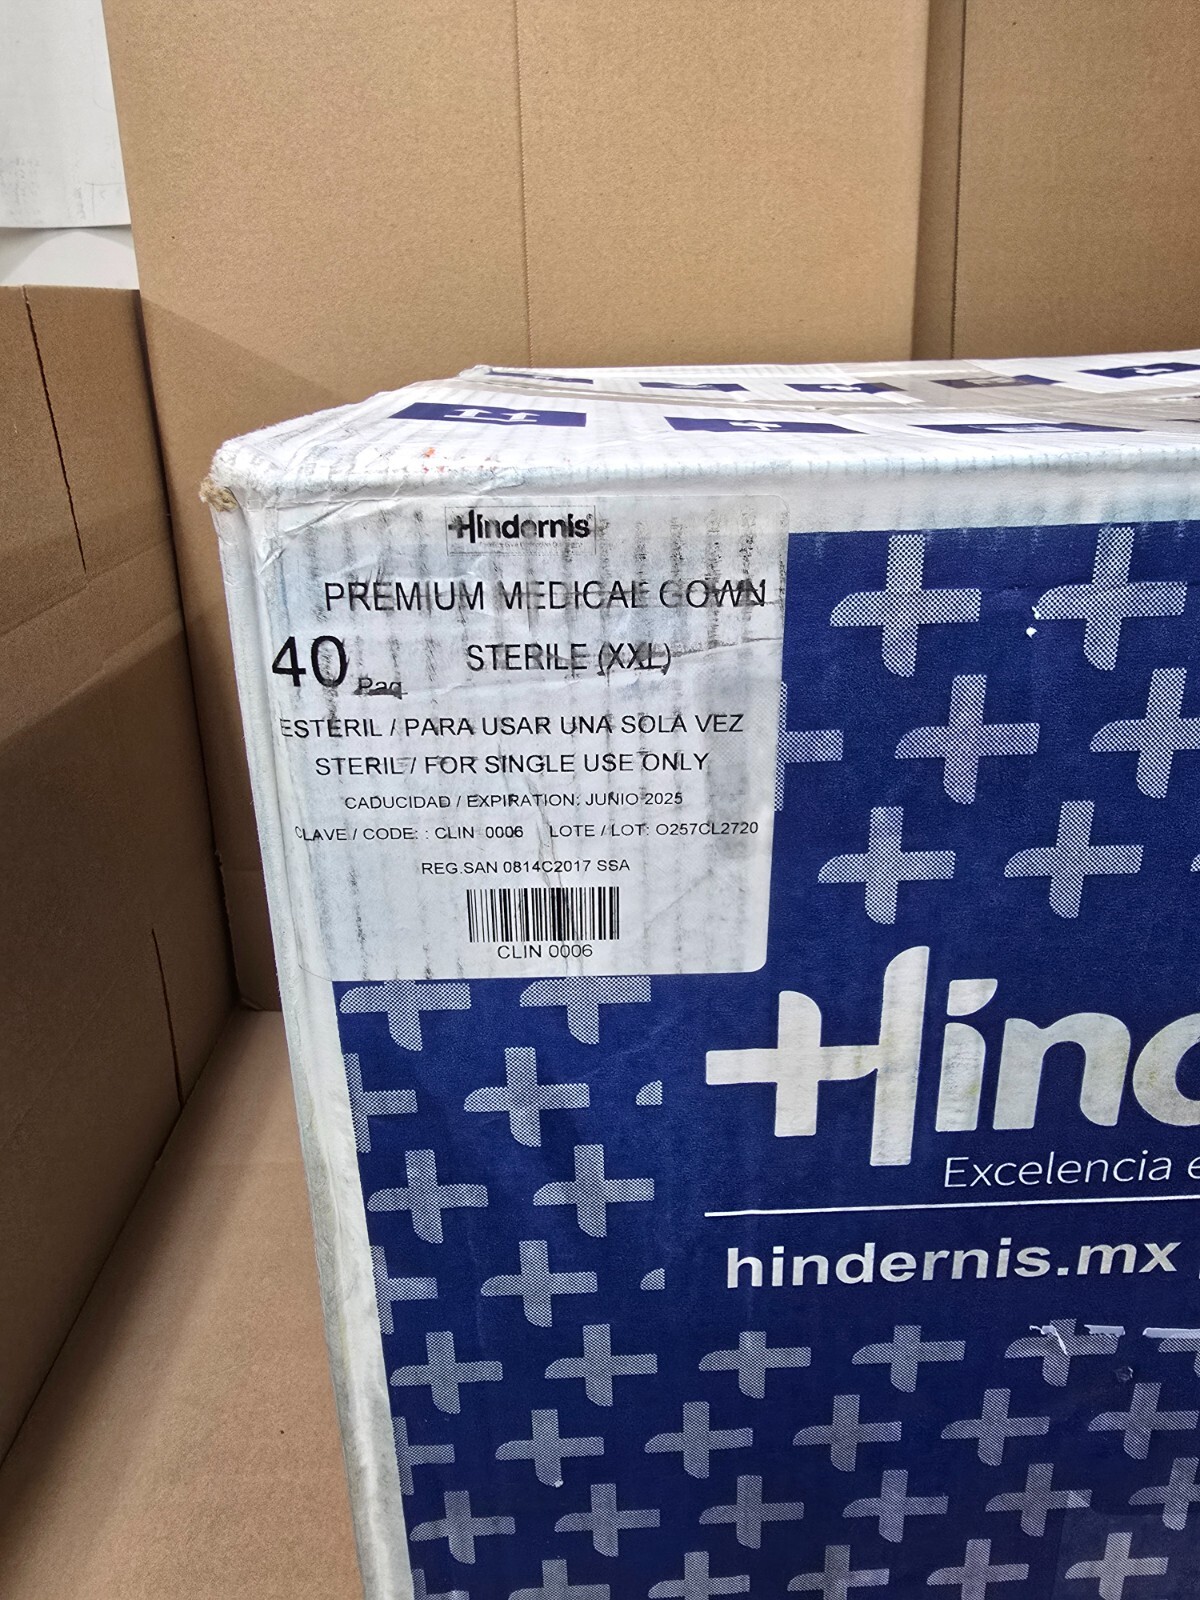 Hindernis
PREMIUM MEDICAL GOWN
40 Paq STERILE (XXL)
ESTERIL / PARA USAR UNA SOLA VEZ
STERIL / FOR SINGLE USE ONLY
CADUCIDAD / EXPIRATION: JUNIO 2025
CLAVE / CODE: : CLIN 0006 LOTE / LOT: O257CL2720
REG.SAN 0814C2017 SSA
CLIN 0006
Hind
Excelencia e
hindernis.mx